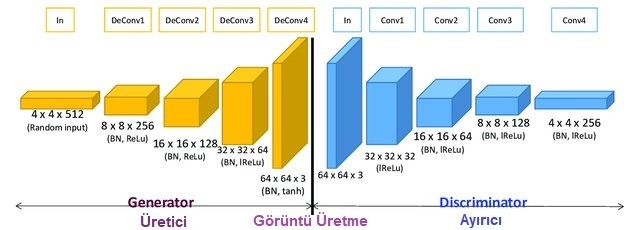 In DeConv1 DeConv2 DeConv3 DeConv4 In Conv1 Conv2 Conv3 Conv4
4 x 4 x 512
(Random input)
8 x 8 x 256
(BN, ReLu)
16 x 16 x 128
(BN, ReLu)
32 x 32 x 64
(BN, lReLu)
64 x 64 x 3
(BN, tanh)
64 x 64 x 3
32 x 32 x 32
(lReLu)
16 x 16 x 64
(BN, lReLu)
8 x 8 x 128
(BN, lReLu)
4 x 4 x 256
(BN, lReLu)
Generator
Üretici
Görüntü Üretme
Discriminator
Ayırıcı